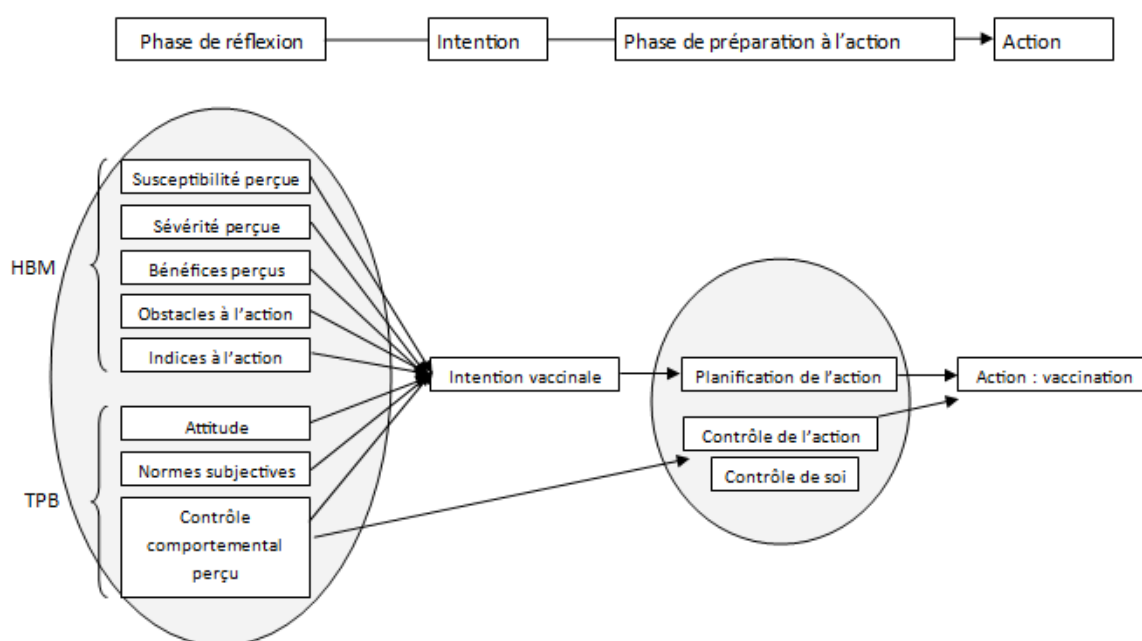 Phase de réflexion
Intention
Phase de préparation à l'action
Action
HBM
Susceptibilité perçue
Sévérité perçue
Bénéfices perçus
Obstacles à l'action
Indices à l'action
TPB
Attitude
Normes subjectives
Contrôle
comportemental
perçu
Intention vaccinale
Planification de l'action
Contrôle de l'action
Contrôle de soi
Action : vaccination